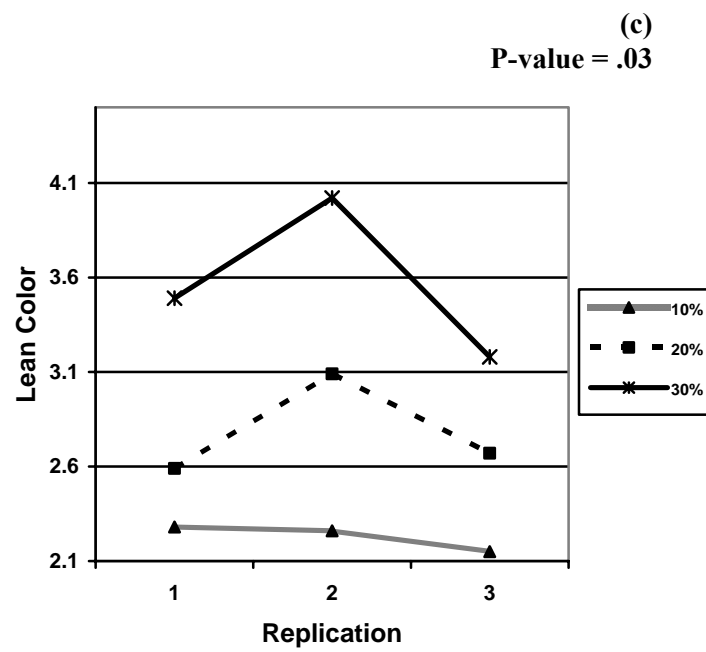 (c)
P-value = .03
4.1
3.6
3.1
2.6
2.1
Lean Color
1 2 3
Replication
10%
20%
30%